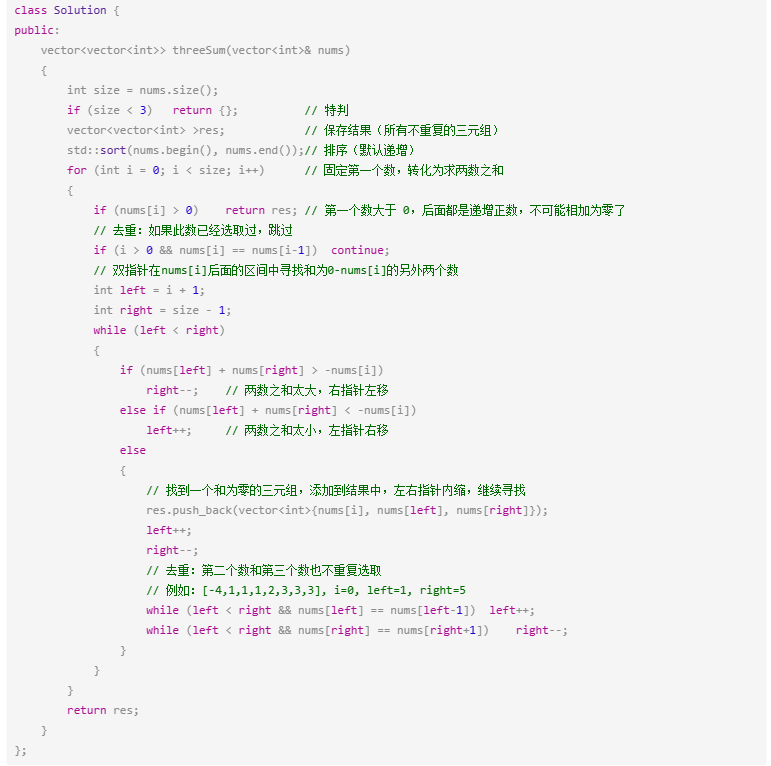 class Solution {
public:
    vector<vector<int>> threeSum(vector<int>& nums)
    {
        int size = nums.size();
        if (size < 3)   return {};          // 特判
        vector<vector<int> >res;            // 保存结果（所有不重复的三元组）
        std::sort(nums.begin(), nums.end());// 排序（默认递增）
        for (int i = 0; i < size; i++)      // 固定第一个数，转化为求两数之和
        {
            if (nums[i] > 0)    return res; // 第一个数大于 0，后面都是递增正数，不可能相加为零了
            // 去重：如果此数已经选取过，跳过
            if (i > 0 && nums[i] == nums[i-1])  continue;
            // 双指针在nums[i]后面的区间中寻找和为0-nums[i]的另外两个数
            int left = i + 1;
            int right = size - 1;
            while (left < right)
            {
                if (nums[left] + nums[right] > -nums[i])
                    right--;    // 两数之和太大，右指针左移
                else if (nums[left] + nums[right] < -nums[i])
                    left++;     // 两数之和太小，左指针右移
                else
                {
                    // 找到一个和为零的三元组，添加到结果中，左右指针内缩，继续寻找
                    res.push_back(vector<int>{nums[i], nums[left], nums[right]});
                    left++;
                    right--;
                    // 去重：第二个数和第三个数也不重复选取
                    // 例如：[-4,1,1,1,2,3,3,3], i=0, left=1, right=5
                    while (left < right && nums[left] == nums[left-1])  left++;
                    while (left < right && nums[right] == nums[right+1])    right--;
                }
            }
        }
        return res;
    }
};